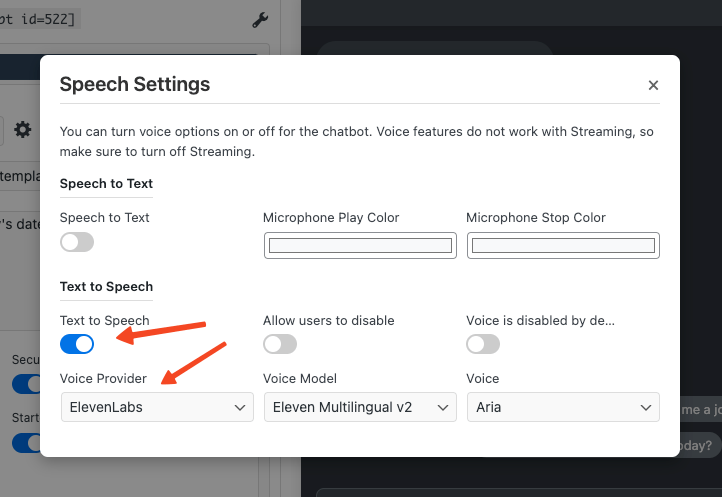 pt id=522]
Speech Settings
×
You can turn voice options on or off for the chatbot. Voice features do not work with Streaming, so
make sure to turn off Streaming.
Speech to Text
Speech to Text
Microphone Play Color
Microphone Stop Color
Text to Speech
Text to Speech
Allow users to disable
Voice is disabled by de...
Voice Provider
Voice Model
Voice
ElevenLabs
Eleven Multilingual v2
Aria
templa
's date
Secu
Start
me a jo
oday?